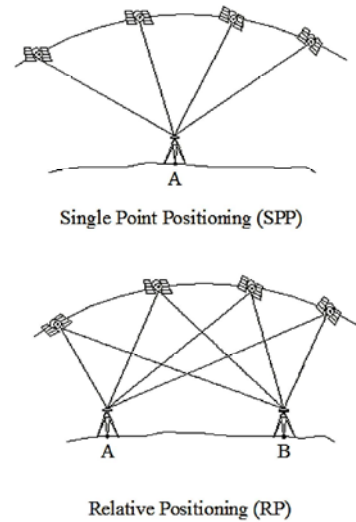 A
Single Point Positioning (SPP)
A B
Relative Positioning (RP)